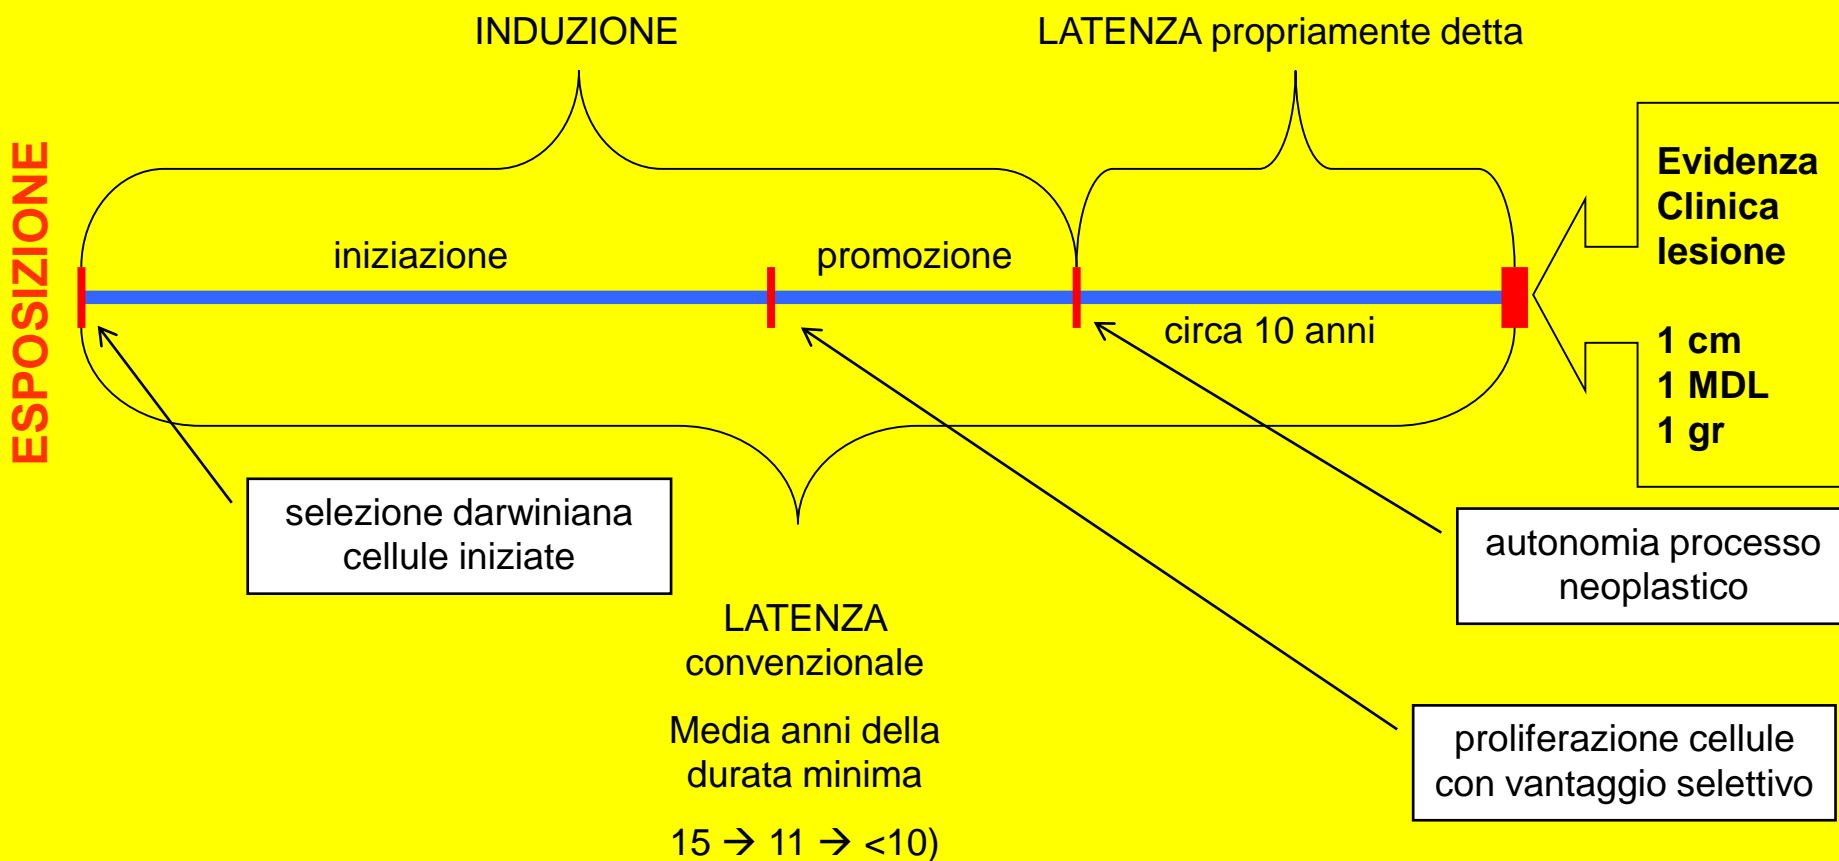 INDUZIONE
LATENZA propriamente detta
ESPOSIZIONE
iniziazione
promozione
circa 10 anni
Evidenza
Clinica
lesione
1 cm
1 MDL
1 gr
selezione darwiniana
cellule iniziate
autonomia processo
neoplastico
LATENZA
convenzionale
Media anni della
durata minima
15 → 11 → <10)
proliferazione cellule
con vantaggio selettivo